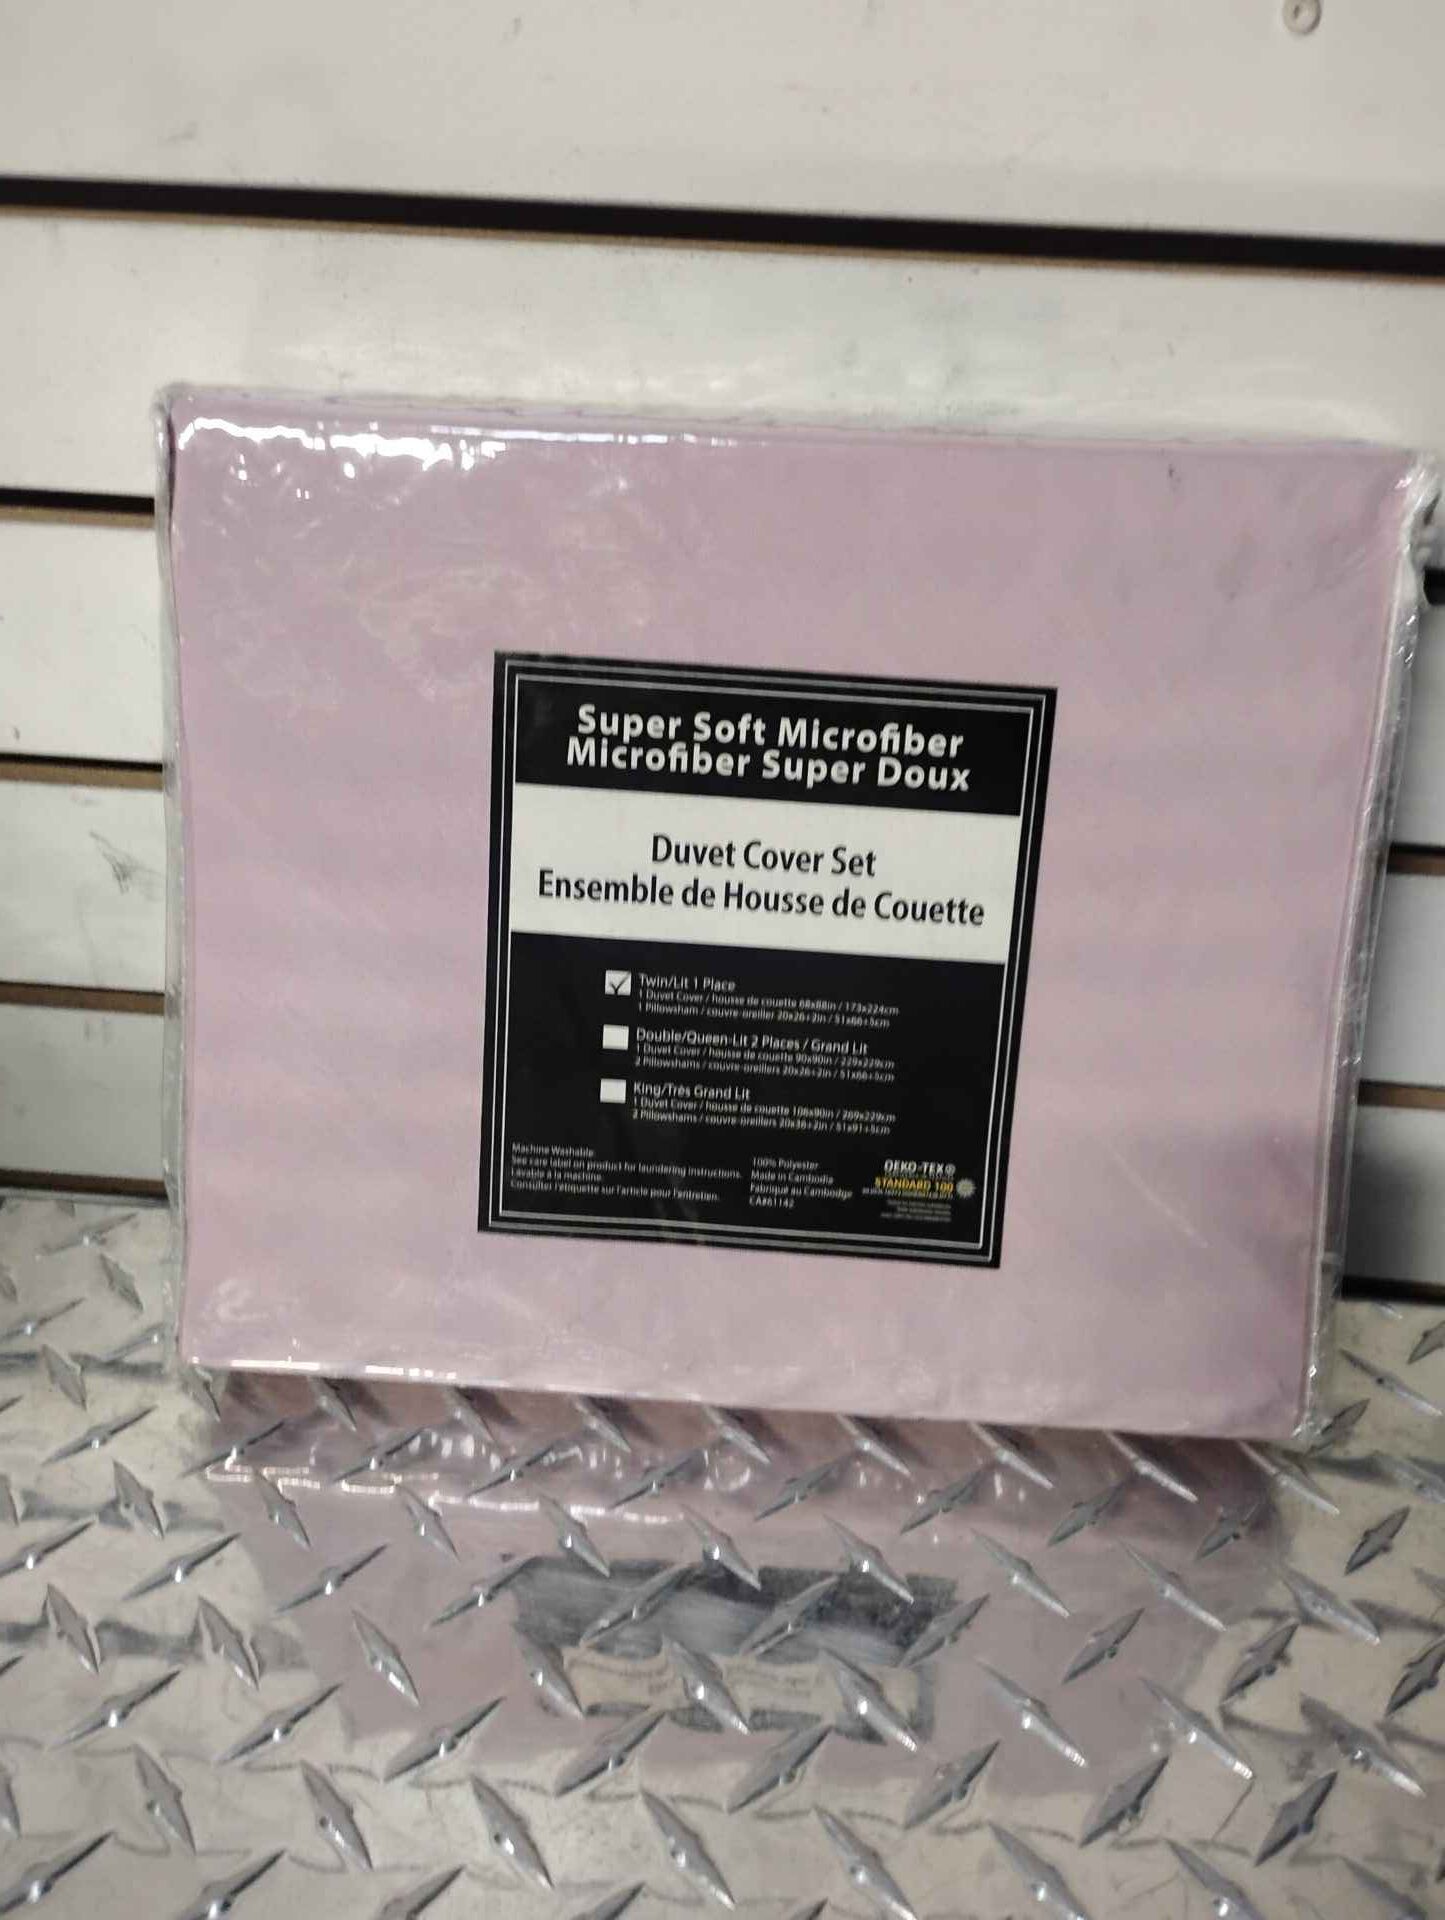 Super Soft Microfiber
Microfiber Super Doux
Duvet Cover Set
Ensemble de Housse de Couette
Twin/Lit 1 Place
1 Duvet Cover / housse de couette 68x88in / 173x224cm
1 Pillowsham / couvre-oreiller 20x26+2in / 51x66+5cm
Double/Queen-Lit 2 Places / Grand Lit
1 Duvet Cover / housse de couette 90x90in / 229x229cm
2 Pillowshams / couvre-oreillers 20x26+2in / 51x66+5cm
King/Très Grand Lit
1 Duvet Cover / housse de couette 106x90in / 269x229cm
2 Pillowshams / couvre-oreillers 20x36+2in / 51x91+5cm
Machine Washable.
See care label on product for laundering instructions.
Lavable à la machine.
Consulter l'etiquette sur l'article pour l'entretien.
100% Polyester
Made in Cambodia
Fabriqué au Cambodge
CA#61142
OEKO-TEX®
STANDARD 100